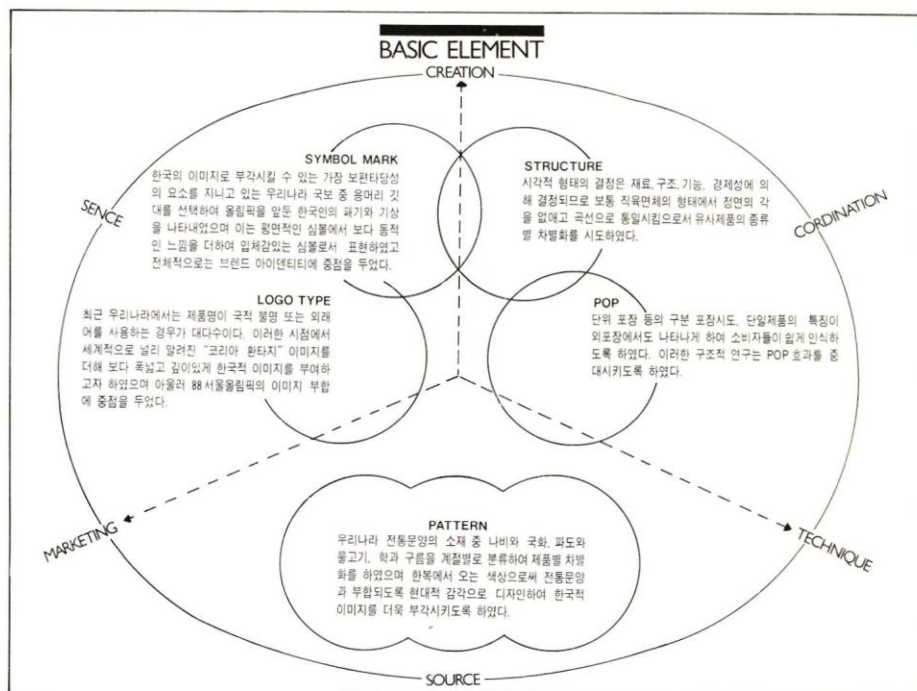 BASIC ELEMENT
CREATION
SENCE
CORDINATION
SYMBOL MARK
한국의 이미지로 부각시킬 수 있는 가장 보편타당성
의 요소를 지니고 있는 우리나라 국보 중 용머리 깃
대를 선택하여 올림픽을 앞둔 한국인의 패기와 기상
을 나타내었으며 이는 평면적인 심볼에서 보다 동적
인 느낌을 더하여 입체감있는 심볼로서 표현하였고
전체적으로는 브랜드 아이덴티티에 중점을 두었다.
STRUCTURE
시각적 형태의 결정은 재료, 구조, 기능, 경제성에 의
해 결정되므로 보통 직육면체의 형태에서 정면의 각
을 없애고 곡선으로 통일시킴으로서 유사제품의 종류
별 차별화를 시도하였다.
LOGO TYPE
최근 우리나라에서는 제품명이 국적 불명 또는 외래
어를 사용하는 경우가 대다수이다. 이러한 시점에서
세계적으로 널리 알려진 "코리아 환타지" 이미지를
더해 보다 폭넓고 깊이있게 한국적 이미지를 부여하
고자 하였으며 아울러 88서울올림픽의 이미지 부합
에 중점을 두었다.
POP
단위 포장 등의 구분 포장시도, 단일제품의 특징이
외포장에서도 나타나게 하여 소비자들이 쉽게 인식하
도록 하였다. 이러한 구조적 연구는 POP 효과를 증
대시키도록 하였다.
MARKETING
TECHNIQUE
PATTERN
우리나라 전통문양의 소재 중 나비와 국화, 파도와
물고기, 학과 구름을 계절별로 분류하여 제품별 차별
화를 하였으며 한복에서 오는 색상으로써 전통문양
과 부합되도록 현대적 감각으로 디자인하여 한국적
이미지를 더욱 부각시키도록 하였다.
SOURCE